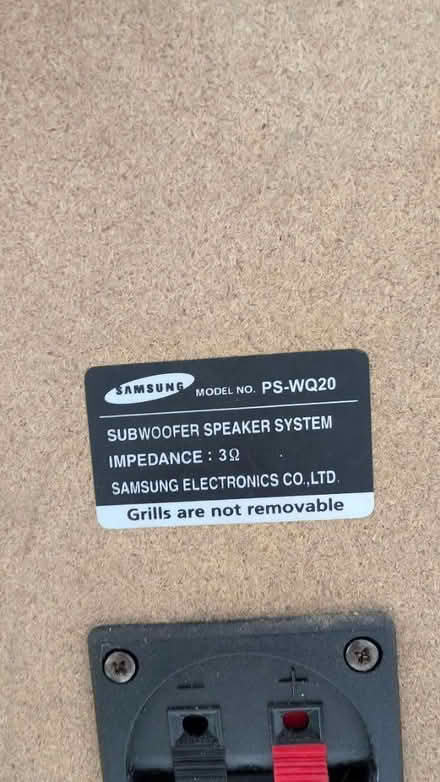 SAMSUNG MODEL NO. PS-WQ20
SUBWOOFER SPEAKER SYSTEM
IMPEDANCE : 3Ω
SAMSUNG ELECTRONICS CO.,LTD.
Grills are not removable
− +